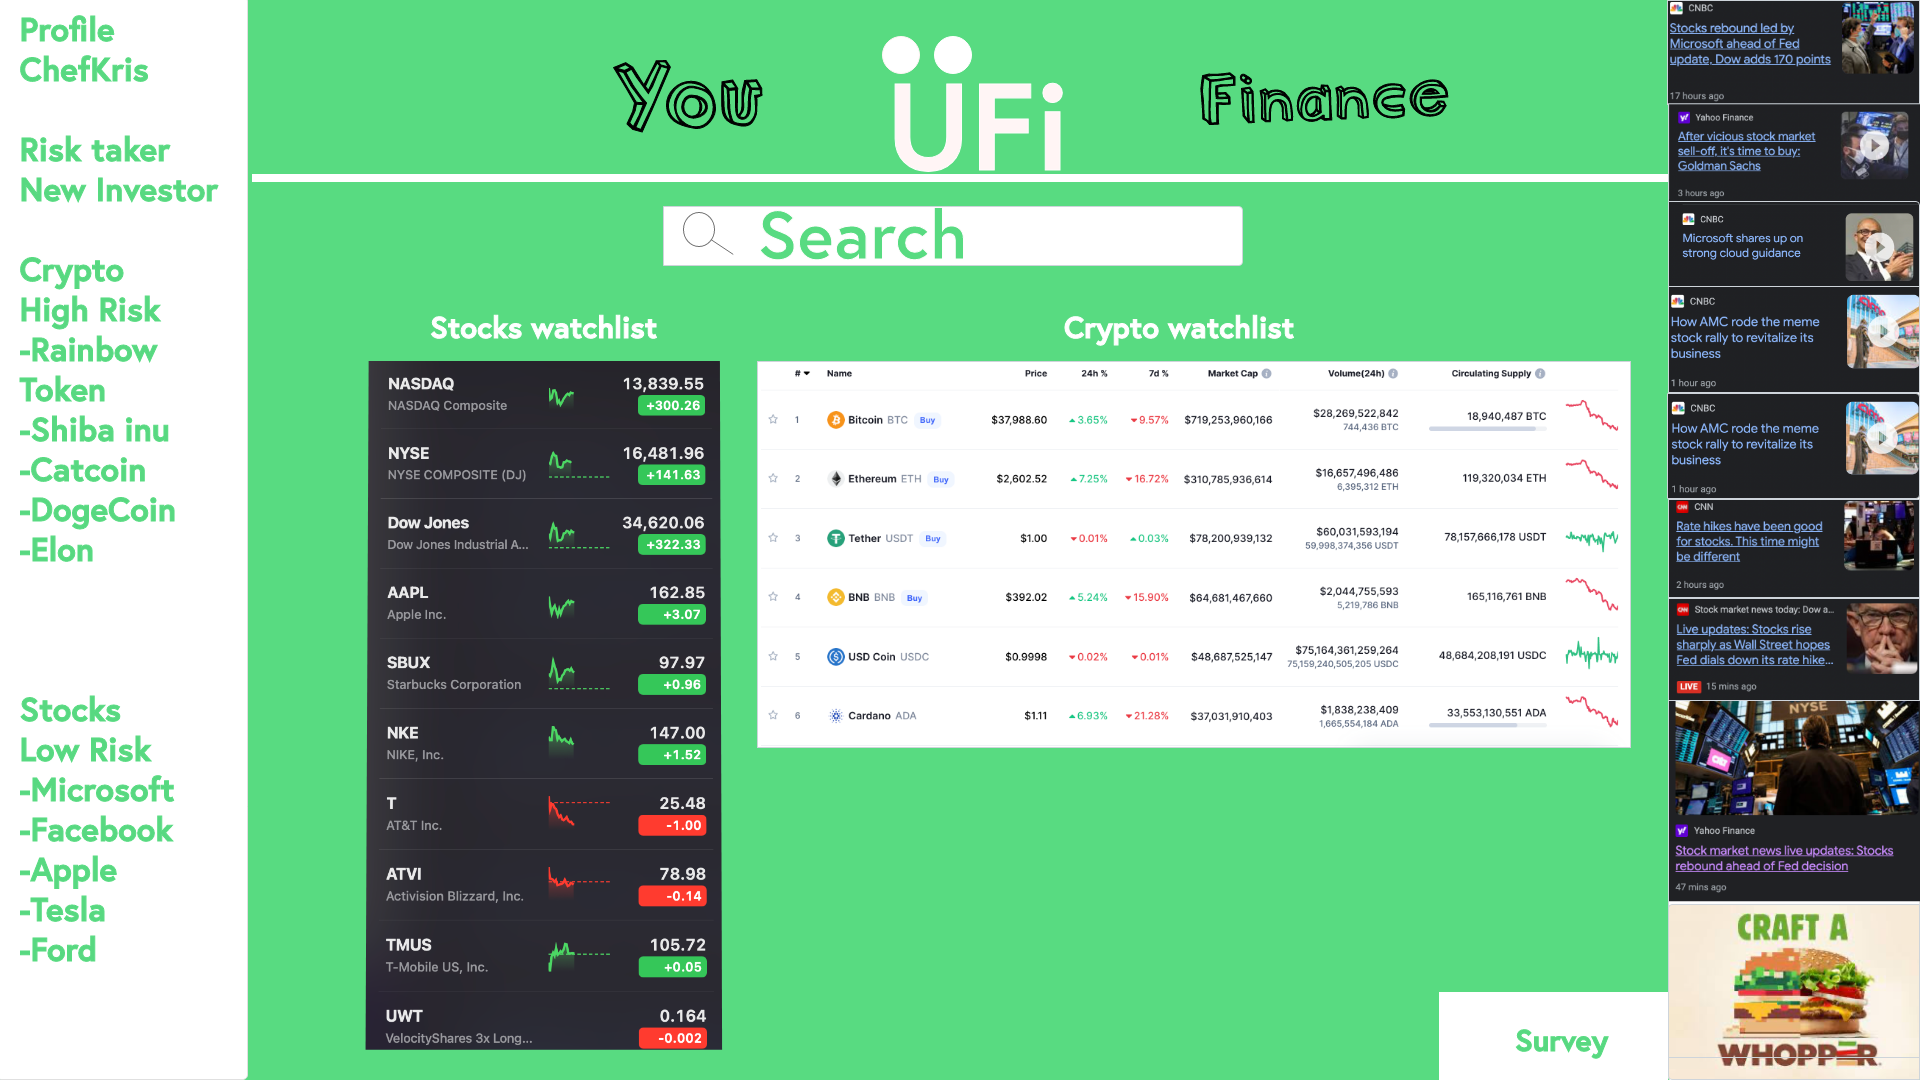 Profile
ChefKris
Risk taker
New Investor
Crypto
High Risk
-Rainbow
Token
-Shiba inu
-Catcoin
-DogeCoin
-Elon
Stocks
Low Risk
-Microsoft
-Facebook
-Apple
-Tesla
-Ford
You ÜFi Finance
Search
Stocks watchlist
NASDAQ 13,839.55
NASDAQ Composite +300.26
NYSE 16,481.96
NYSE COMPOSITE (DJ) +141.63
Dow Jones 34,620.06
Dow Jones Industrial A... +322.33
AAPL 162.85
Apple Inc. +3.07
SBUX 97.97
Starbucks Corporation +0.96
NKE 147.00
NIKE, Inc. +1.52
T 25.48
AT&T Inc. -1.00
ATVI 78.98
Activision Blizzard, Inc. -0.14
TMUS 105.72
T-Mobile US, Inc. +0.05
UWT 0.164
VelocityShares 3x Long... -0.002
Crypto watchlist
# Name Price 24h % 7d % Market Cap Volume(24h) Circulating Supply
1 Bitcoin BTC Buy $37,988.60 3.65% 9.57% $719,253,960,166 $28,269,522,842 18,940,487 BTC
744,436 BTC
2 Ethereum ETH Buy $2,602.52 7.25% 16.72% $310,785,936,614 $16,657,496,486 119,320,034 ETH
6,395,312 ETH
3 Tether USDT Buy $1.00 0.01% 0.03% $78,200,939,132 $60,031,593,194 78,157,666,178 USDT
59,998,374,356 USDT
4 BNB BNB Buy $392.02 5.24% 15.90% $64,681,467,660 $2,044,755,593 165,116,761 BNB
5,219,786 BNB
5 USD Coin USDC $0.9998 0.02% 0.01% $48,687,525,147 $75,164,361,259,264 48,684,208,191 USDC
75,159,240,505,205 USDC
6 Cardano ADA $1.11 6.93% 21.28% $37,031,910,403 $1,838,238,409 33,553,130,551 ADA
1,665,554,184 ADA
Survey
CNBC
Stocks rebound led by
Microsoft ahead of Fed
update, Dow adds 170 points
17 hours ago
Yahoo Finance
After vicious stock market
sell-off, it's time to buy:
Goldman Sachs
3 hours ago
CNBC
Microsoft shares up on
strong cloud guidance
CNBC
How AMC rode the meme
stock rally to revitalize its
business
1 hour ago
CNBC
How AMC rode the meme
stock rally to revitalize its
business
1 hour ago
CNN
Rate hikes have been good
for stocks. This time might
be different
2 hours ago
CNN Stock market news today: Dow a...
Live updates: Stocks rise
sharply as Wall Street hopes
Fed dials down its rate hike...
LIVE 15 mins ago
NYSE
Yahoo Finance
Stock market news live updates: Stocks
rebound ahead of Fed decision
47 mins ago
CRAFT A
WHOPPER.